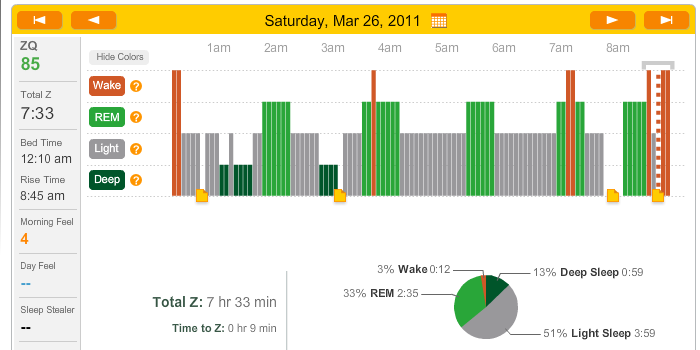 Saturday, Mar 26, 2011
ZQ
85
Total Z
7:33
Bed Time
12:10 am
Rise Time
8:45 am
Morning Feel
4
Day Feel
--
Sleep Stealer
--
Hide Colors
1am 2am 3am 4am 5am 6am 7am 8am
Wake ?
REM ?
Light ?
Deep ?
Total Z: 7 hr 33 min
Time to Z: 0 hr 9 min
3% Wake 0:12
13% Deep Sleep 0:59
33% REM 2:35
51% Light Sleep 3:59